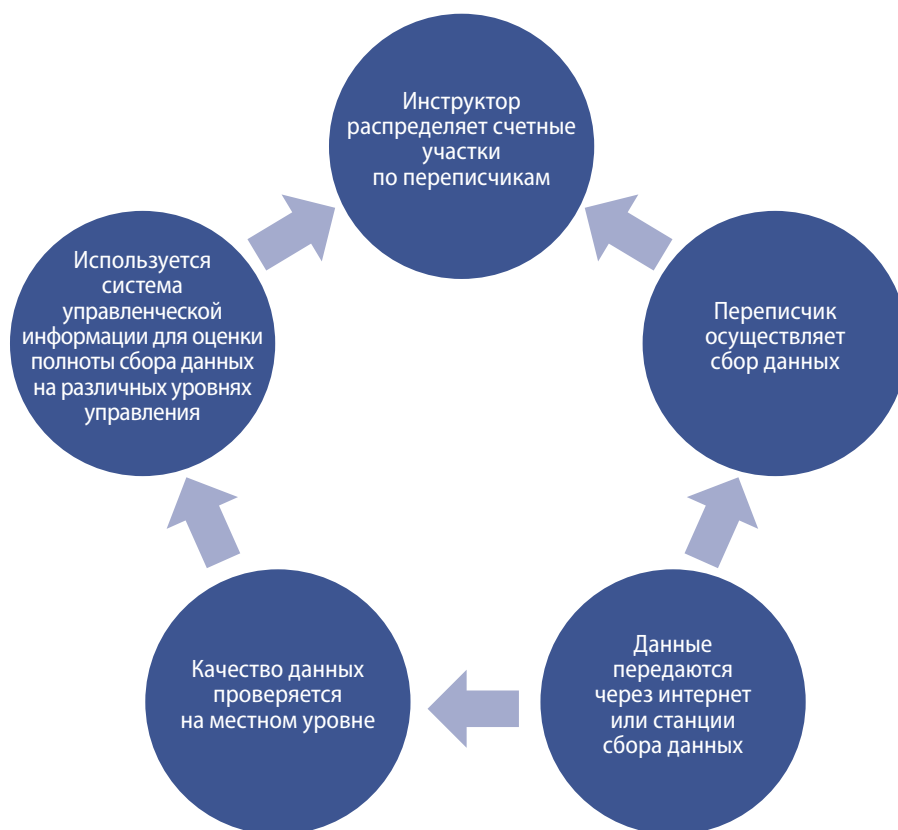 Инструктор
распределяет счетные
участки
по переписчикам
Используется
система
управленческой
информации для оценки
полноты сбора данных
на различных уровнях
управления
Переписчик
осуществляет
сбор данных
Качество данных
проверяется
на местном уровне
Данные
передаются
через интернет
или станции
сбора данных